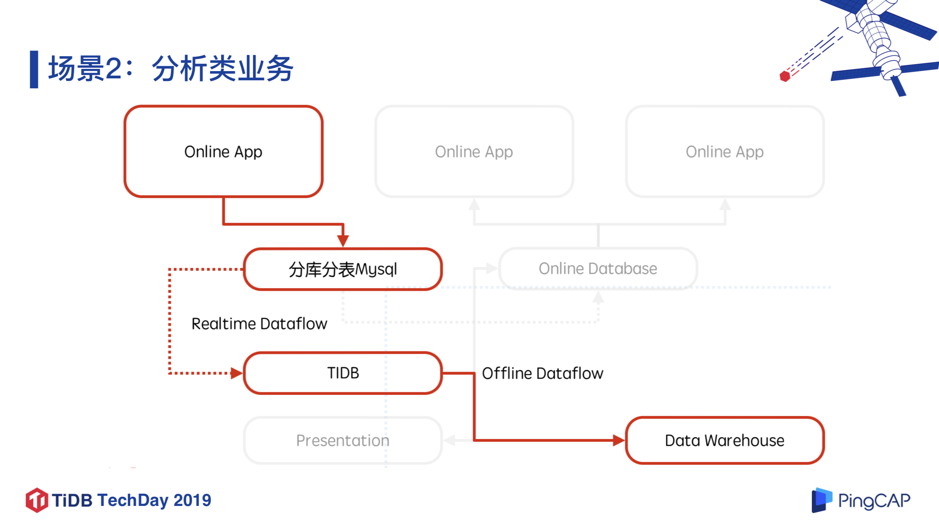 场景2：分析类业务
Online App
Online App
Online App
分库分表Mysql
Online Database
Realtime Dataflow
TIDB
Offline Dataflow
Presentation
Data Warehouse
TiDB TechDay 2019
PingCAP